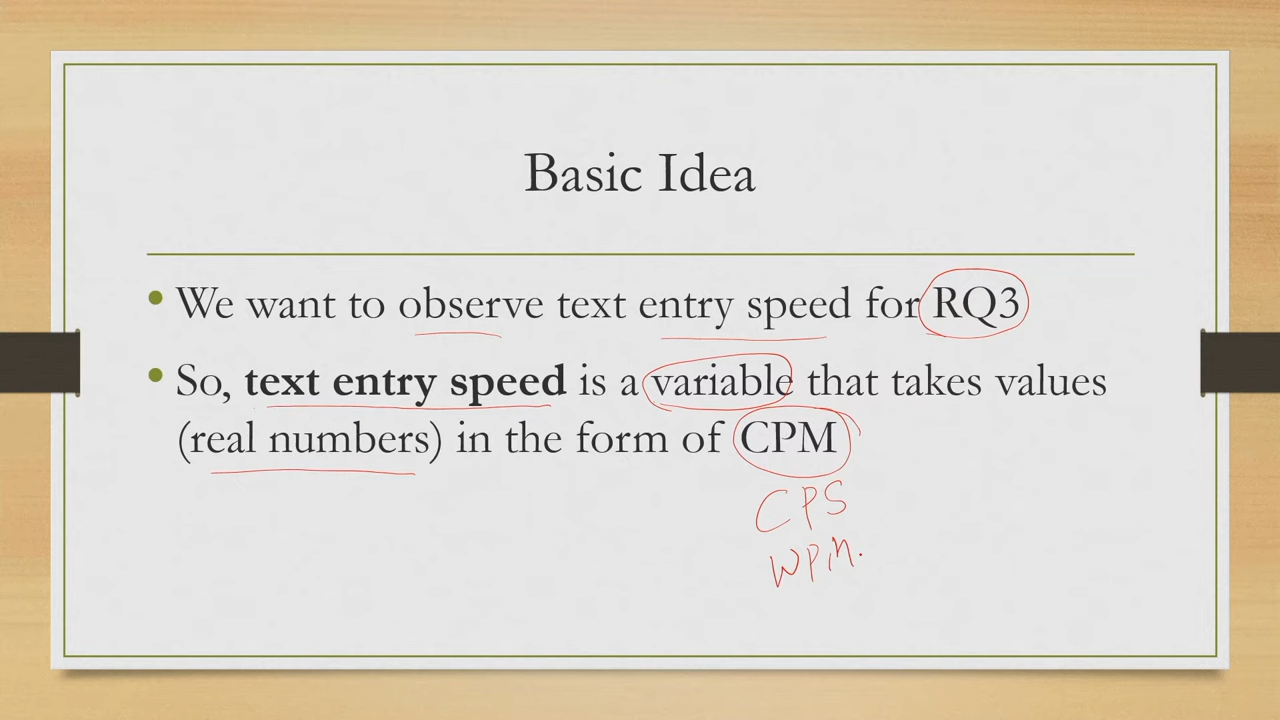 Basic Idea
• We want to observe text entry speed for RQ3
• So, text entry speed is a variable that takes values
(real numbers) in the form of CPM
CPS
WPM.